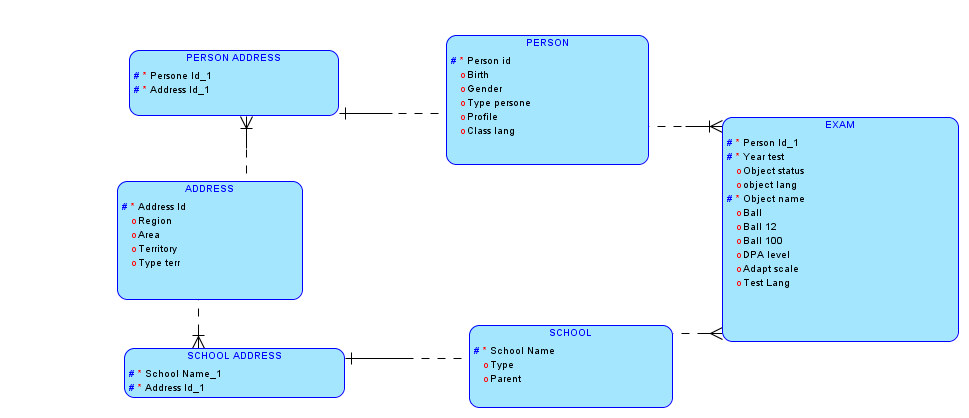 PERSON ADDRESS
# * Persone Id_1
# * Address Id_1
PERSON
# * Person id
o Birth
o Gender
o Type persone
o Profile
o Class lang
EXAM
# * Person Id_1
# * Year test
o Object status
o object lang
# * Object name
o Ball
o Ball 12
o Ball 100
o DPA level
o Adapt scale
o Test Lang
ADDRESS
# * Address Id
o Region
o Area
o Territory
o Type terr
SCHOOL ADDRESS
# * School Name_1
# * Address Id_1
SCHOOL
# * School Name
o Type
o Parent